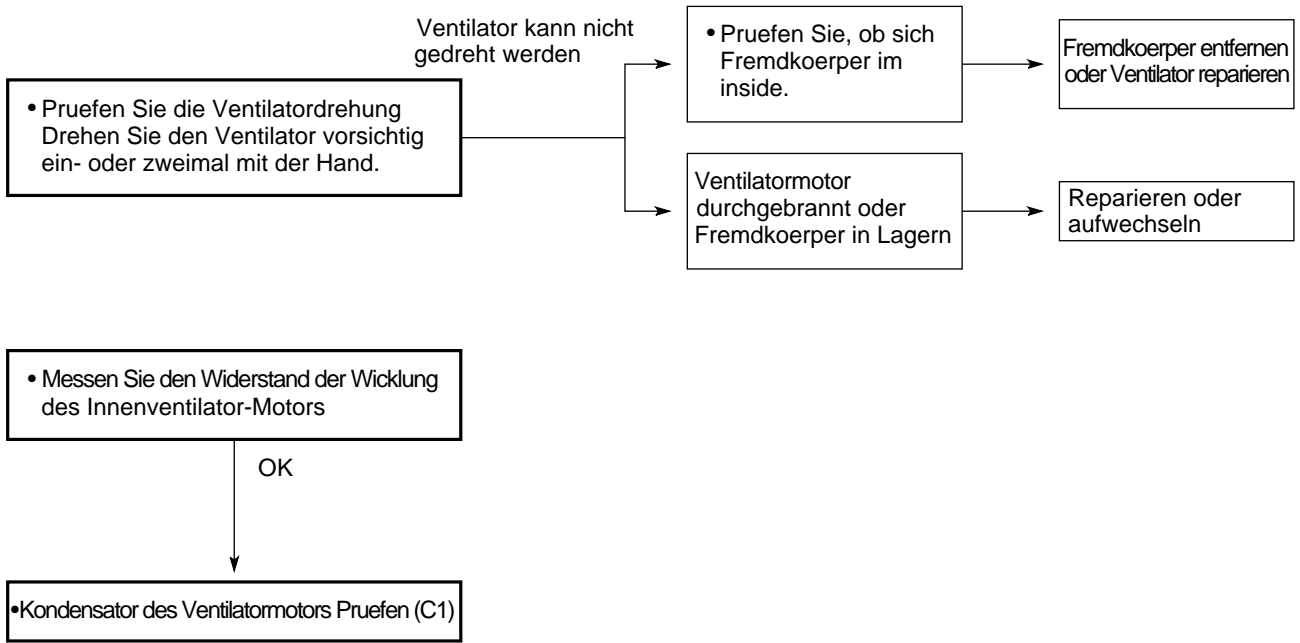 Ventilator kann nicht
gedreht werden
• Pruefen Sie, ob sich
Fremdkoerper im
inside.
Fremdkoerper entfernen
oder Ventilator reparieren
• Pruefen Sie die Ventilatordrehung
Drehen Sie den Ventilator vorsichtig
ein- oder zweimal mit der Hand.
Ventilatormotor
durchgebrannt oder
Fremdkoerper in Lagern
Reparieren oder
aufwechseln
• Messen Sie den Widerstand der Wicklung
des Innenventilator-Motors
OK
•Kondensator des Ventilatormotors Pruefen (C1)